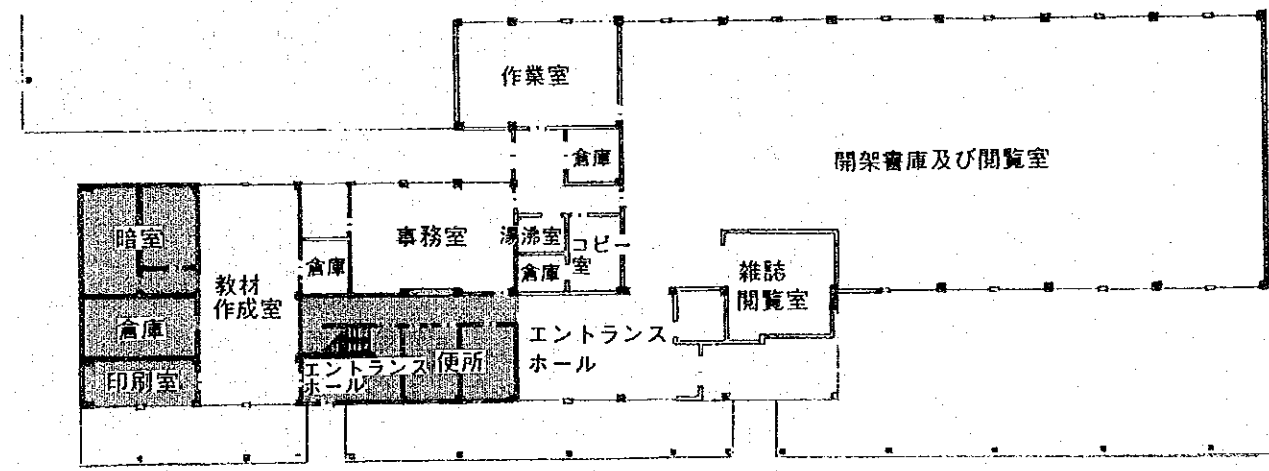 作業室
倉庫
開架書庫及び閲覧室
暗室
事務室
湯沸室
コピー
室
倉庫
倉庫
教材
作成室
雑誌
閲覧室
倉庫
エントランス
ホール
印刷室
エントランス
ホール
便所